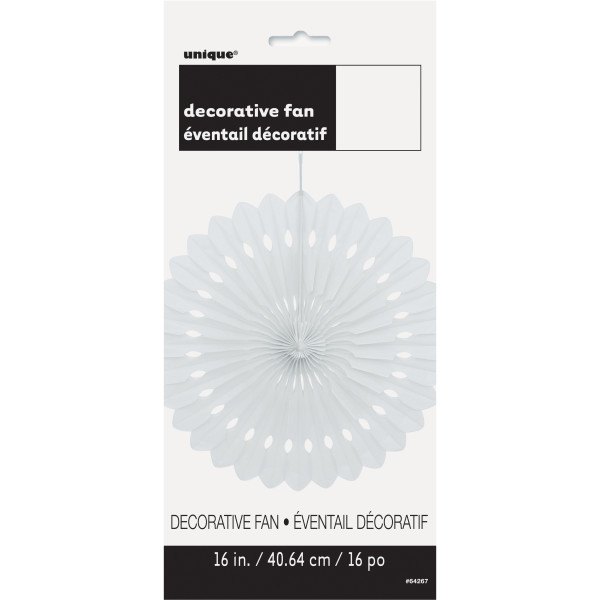 unique®
decorative fan
éventail décoratif
DECORATIVE FAN • ÉVENTAIL DÉCORATIF
16 in. / 40.64 cm / 16 po
#64267